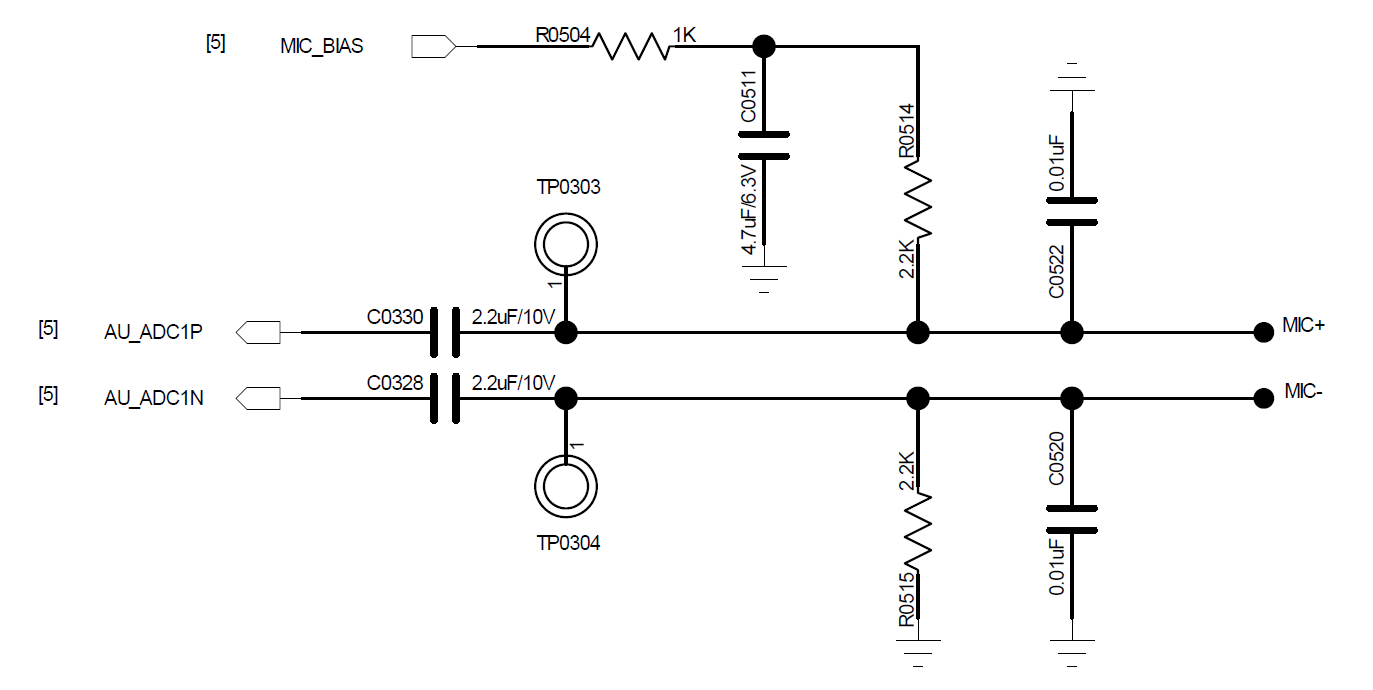 [5] MIC_BIAS R0504 1K
C0511
4.7uF/6.3V
R0514
2.2K
0.01uF
C0522
TP0303
1
[5] AU_ADC1P C0330 2.2uF/10V MIC+
[5] AU_ADC1N C0328 2.2uF/10V MIC-
1
TP0304
2.2K
R0515
C0520
0.01uF